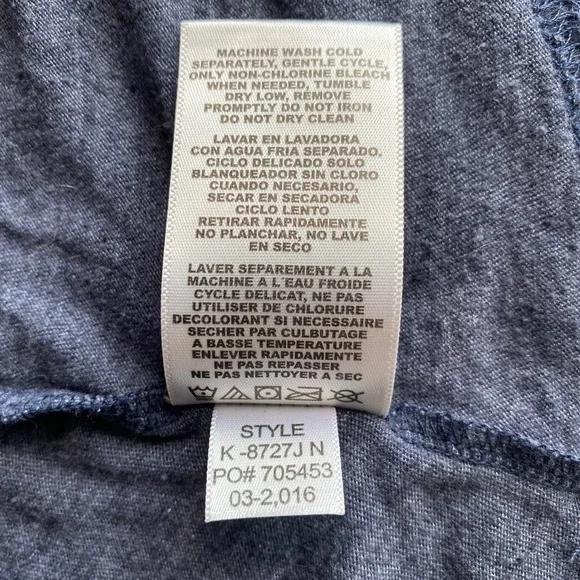 MACHINE WASH COLD
SEPARATELY, GENTLE CYCLE,
ONLY NON-CHLORINE BLEACH
WHEN NEEDED, TUMBLE
DRY LOW, REMOVE
PROMPTLY DO NOT IRON
DO NOT DRY CLEAN
LAVAR EN LAVADORA
CON AGUA FRIA SEPARADO,
CICLO DELICADO SOLO
BLANQUEADOR SIN CLORO
CUANDO NECESARIO,
SECAR EN SECADORA
CICLO LENTO
RETIRAR RAPIDAMENTE
NO PLANCHAR, NO LAVE
EN SECO
LAVER SEPAREMENT A LA
MACHINE A L'EAU FROIDE
CYCLE DELICAT, NE PAS
UTILISER DE CHLORURE
DECOLORANT SI NECESSAIRE
SECHER PAR CULBUTAGE
A BASSE TEMPERATURE
ENLEVER RAPIDEMENTE
NE PAS REPASSER
NE PAS NETTOYER A SEC
STYLE
K -8727J N
PO# 705453
03-2,016